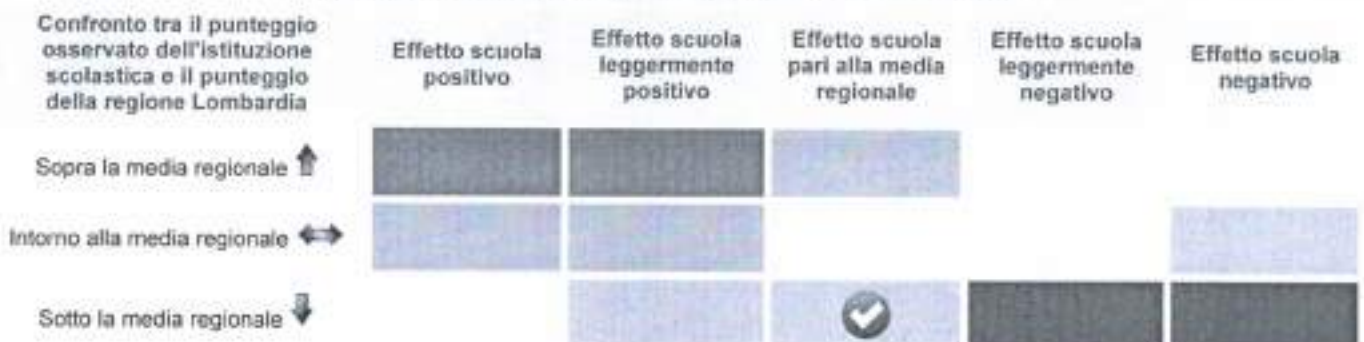 Confronto tra il punteggio
osservato dell'istituzione
scolastica e il punteggio
della regione Lombardia
Effetto scuola
positivo
Effetto scuola
leggermente
positivo
Effetto scuola
pari alla media
regionale
Effetto scuola
leggermente
negativo
Effetto scuola
negativo
Sopra la media regionale
Intorno alla media regionale
Sotto la media regionale